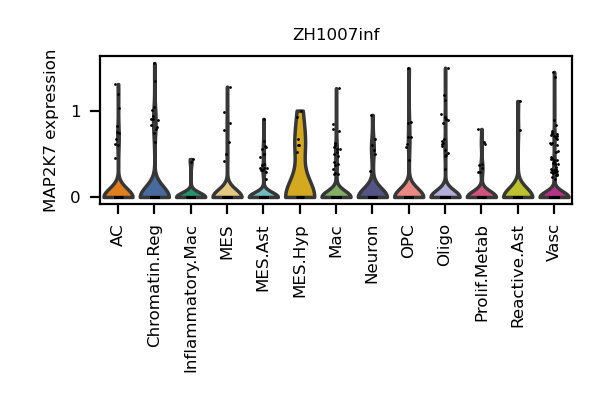 ZH1007inf
MAP2K7 expression
1
0
AC
Chromatin.Reg
Inflammatory.Mac
MES
MES.Ast
MES.Hyp
Mac
Neuron
OPC
Oligo
Prolif.Metab
Reactive.Ast
Vasc